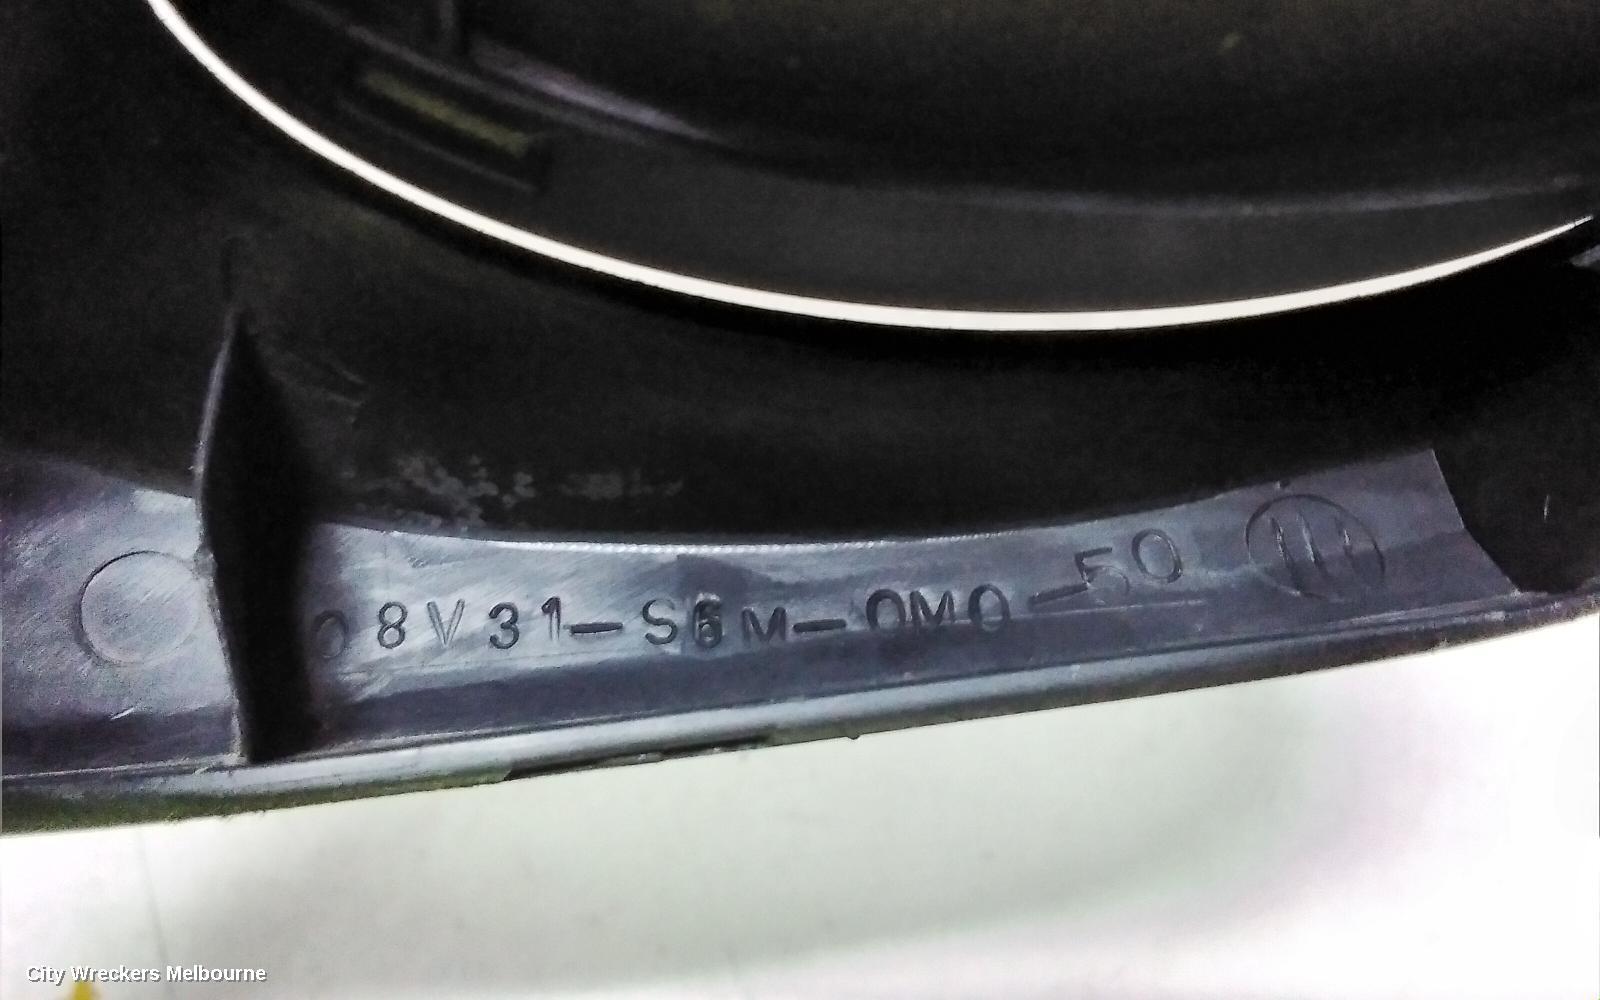 08V31-S6M-0M0-50
City Wreckers Melbourne